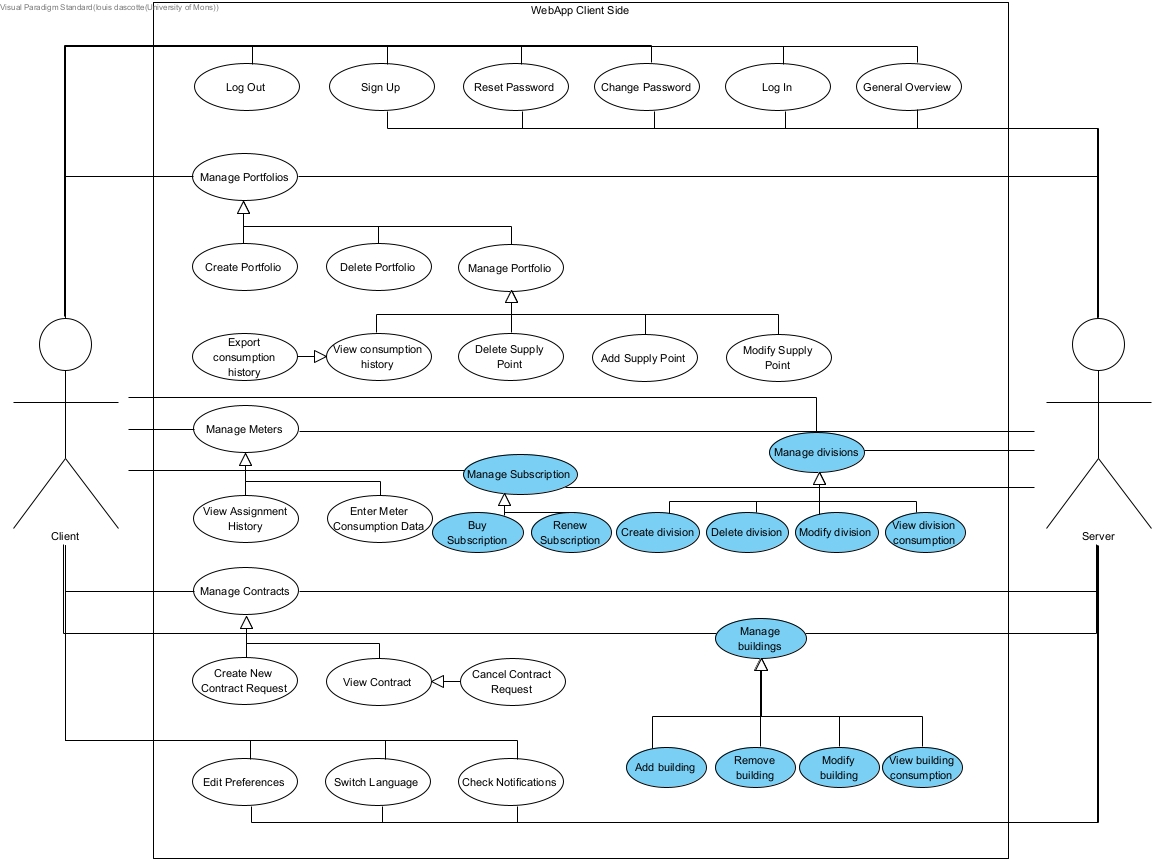 Visual Paradigm Standard(louis dascotte(University of Mons))
WebApp Client Side
Log Out
Sign Up
Reset Password
Change Password
Log In
General Overview
Manage Portfolios
Create Portfolio
Delete Portfolio
Manage Portfolio
Export
consumption
history
View consumption
history
Delete Supply
Point
Add Supply Point
Modify Supply
Point
Manage Meters
Manage divisions
Manage Subscription
View Assignment
History
Enter Meter
Consumption Data
Buy
Subscription
Renew
Subscription
Create division
Delete division
Modify division
View division
consumption
Client
Server
Manage Contracts
Manage
buildings
Create New
Contract Request
View Contract
Cancel Contract
Request
Add building
Remove
building
Modify
building
View building
consumption
Edit Preferences
Switch Language
Check Notifications